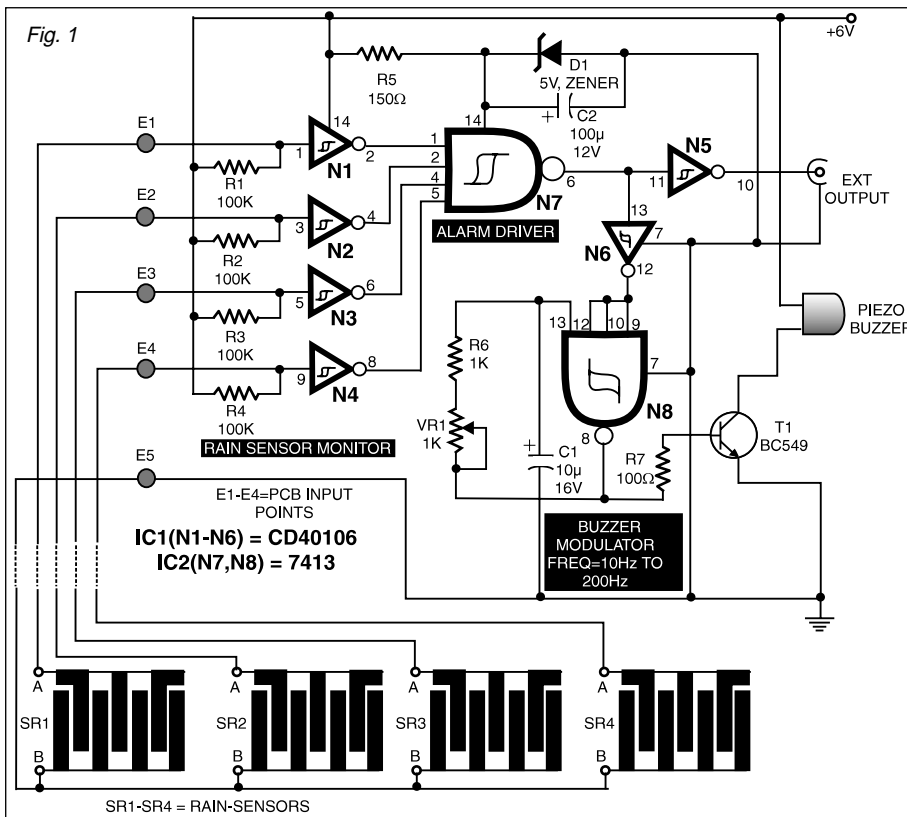 Fig. 1
+6V
R5
150Ω
D1
5V, ZENER
+
C2
100µ
12V
E1
14
1
N1
2
R1
100K
14
1
2
4
5
N7
6
ALARM DRIVER
N5
11
10
EXT
OUTPUT
E2
3
N2
4
R2
100K
13
N6
7
12
E3
5
N3
6
R3
100K
13
12
10
9
7
N8
8
PIEZO
BUZZER
E4
9
N4
8
R4
100K
RAIN SENSOR MONITOR
R6
1K
VR1
1K
+
C1
10µ
16V
R7
100Ω
T1
BC549
E5
E1-E4=PCB INPUT
POINTS
IC1(N1-N6) = CD40106
IC2(N7,N8) = 7413
BUZZER
MODULATOR
FREQ=10Hz TO
200Hz
A
SR1
B
A
SR2
B
A
SR3
B
A
SR4
B
SR1-SR4 = RAIN-SENSORS